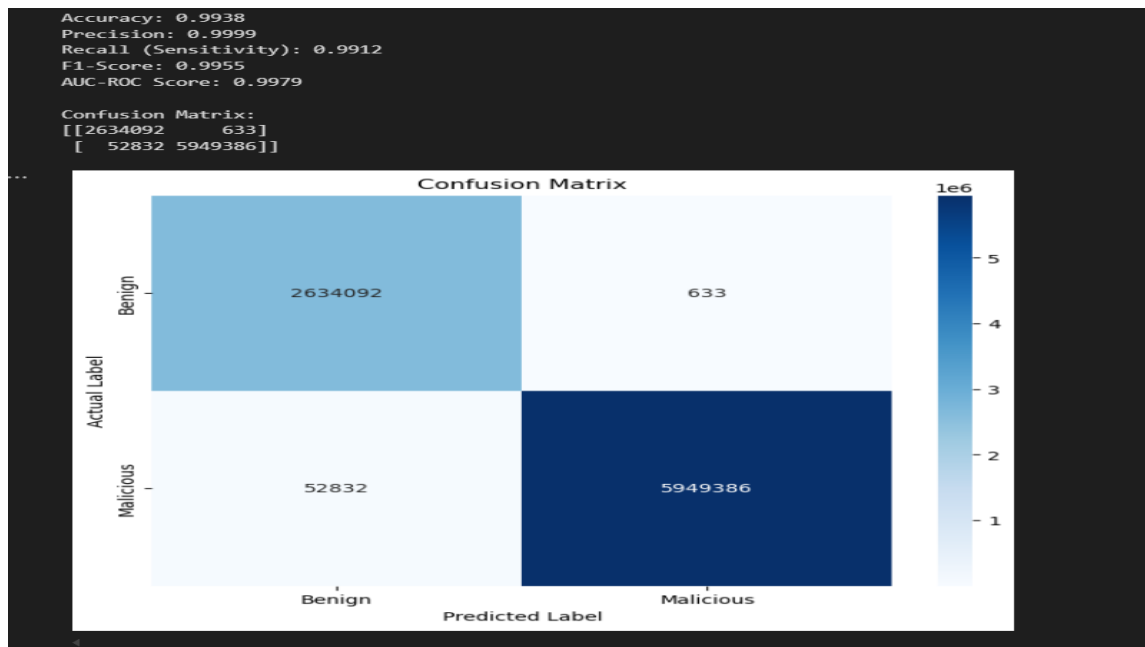 Accuracy: 0.9938
Precision: 0.9999
Recall (Sensitivity): 0.9912
F1-Score: 0.9955
AUC-ROC Score: 0.9979
Confusion Matrix:
[[2634092 633]
[ 52832 5949386]]
...
Confusion Matrix
1e6
Benign
2634092
633
5
4
3
Actual Label
2
Malicious
52832
5949386
1
Benign
Malicious
Predicted Label